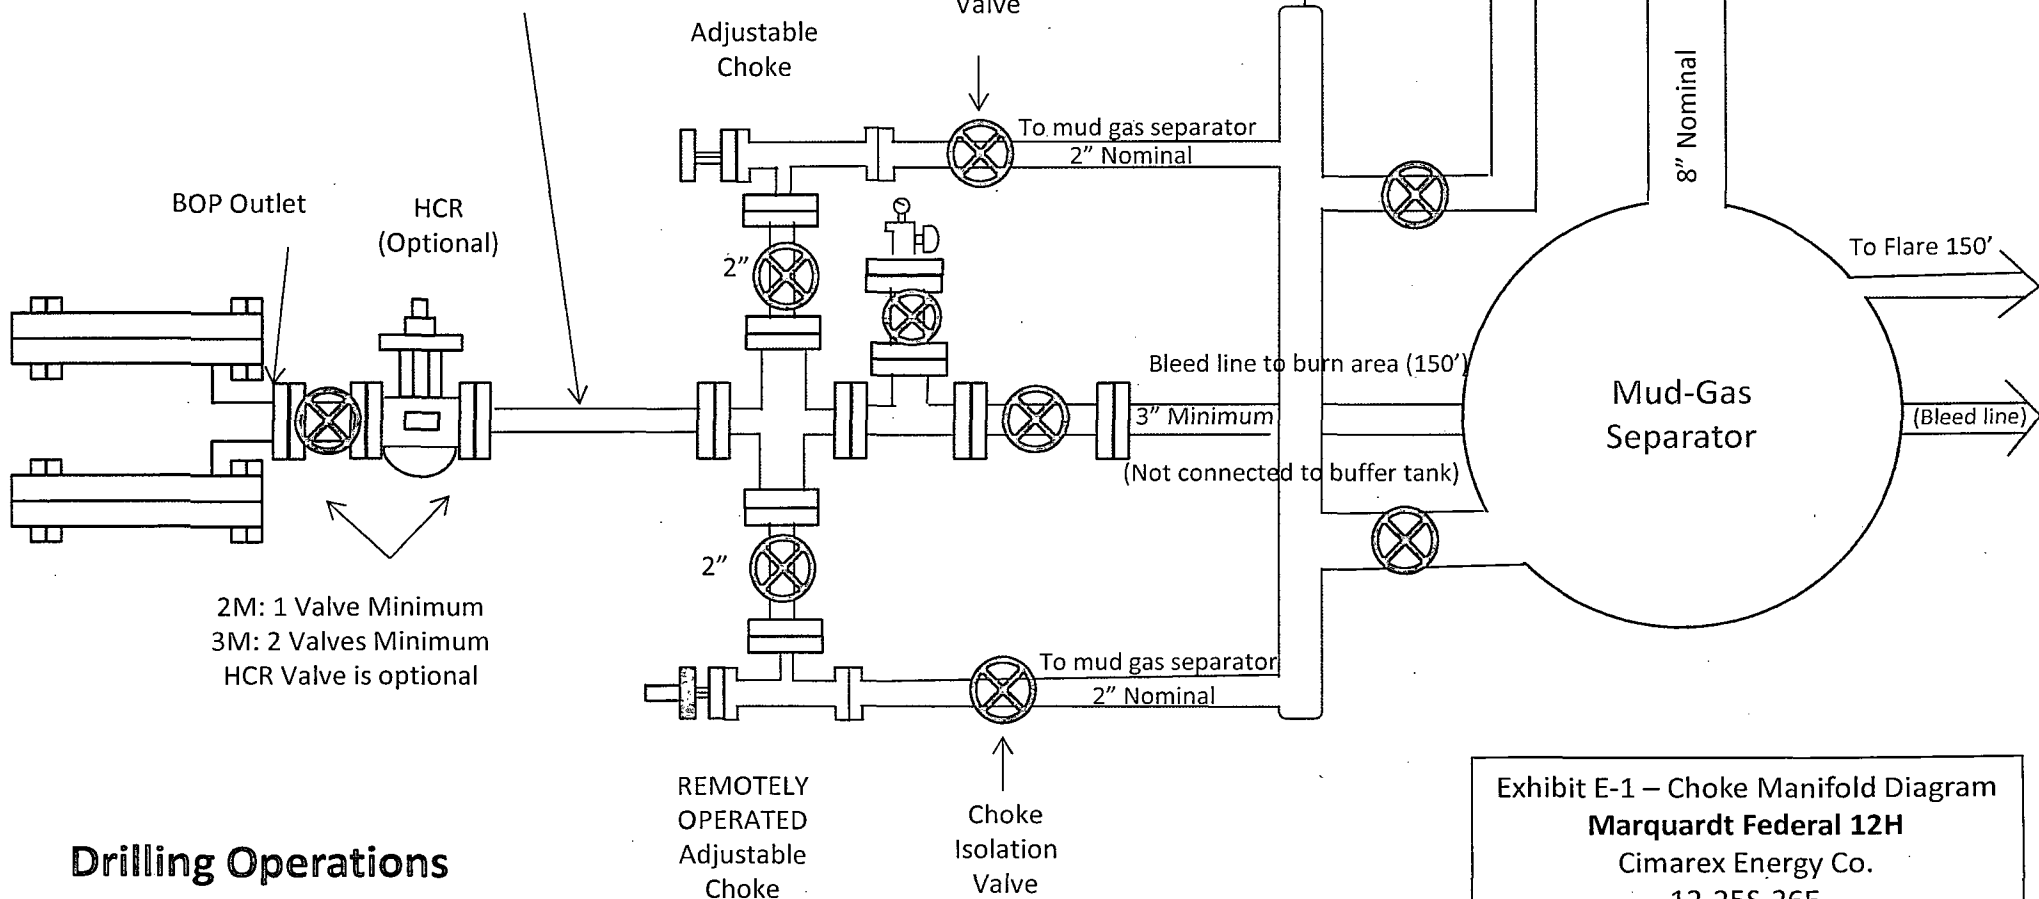 Valve
Adjustable
Choke
8” Nominal
To mud gas separator
2” Nominal
BOP Outlet
HCR
(Optional)
2”
To Flare 150’
Bleed line to burn area (150’)
3” Minimum
(Not connected to buffer tank)
Mud-Gas
Separator
(Bleed line)
2”
2M: 1 Valve Minimum
3M: 2 Valves Minimum
HCR Valve is optional
To mud gas separator
2” Nominal
REMOTELY
OPERATED
Adjustable
Choke
Choke
Isolation
Valve
Drilling Operations
Exhibit E-1 – Choke Manifold Diagram
Marquardt Federal 12H
Cimarex Energy Co.